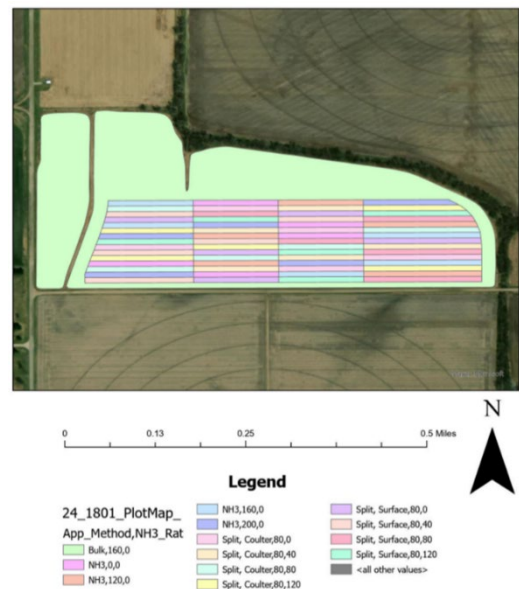 N
0 0.13 0.25 0.5 Miles
Legend
24_1801_PlotMap_
App_Method,NH3_Rat
Bulk,160,0
NH3,0,0
NH3,120,0
NH3,160,0
NH3,200,0
Split, Coulter,80,0
Split, Coulter,80,40
Split, Coulter,80,80
Split, Coulter,80,120
Split, Surface,80,0
Split, Surface,80,40
Split, Surface,80,80
Split, Surface,80,120
<all other values>